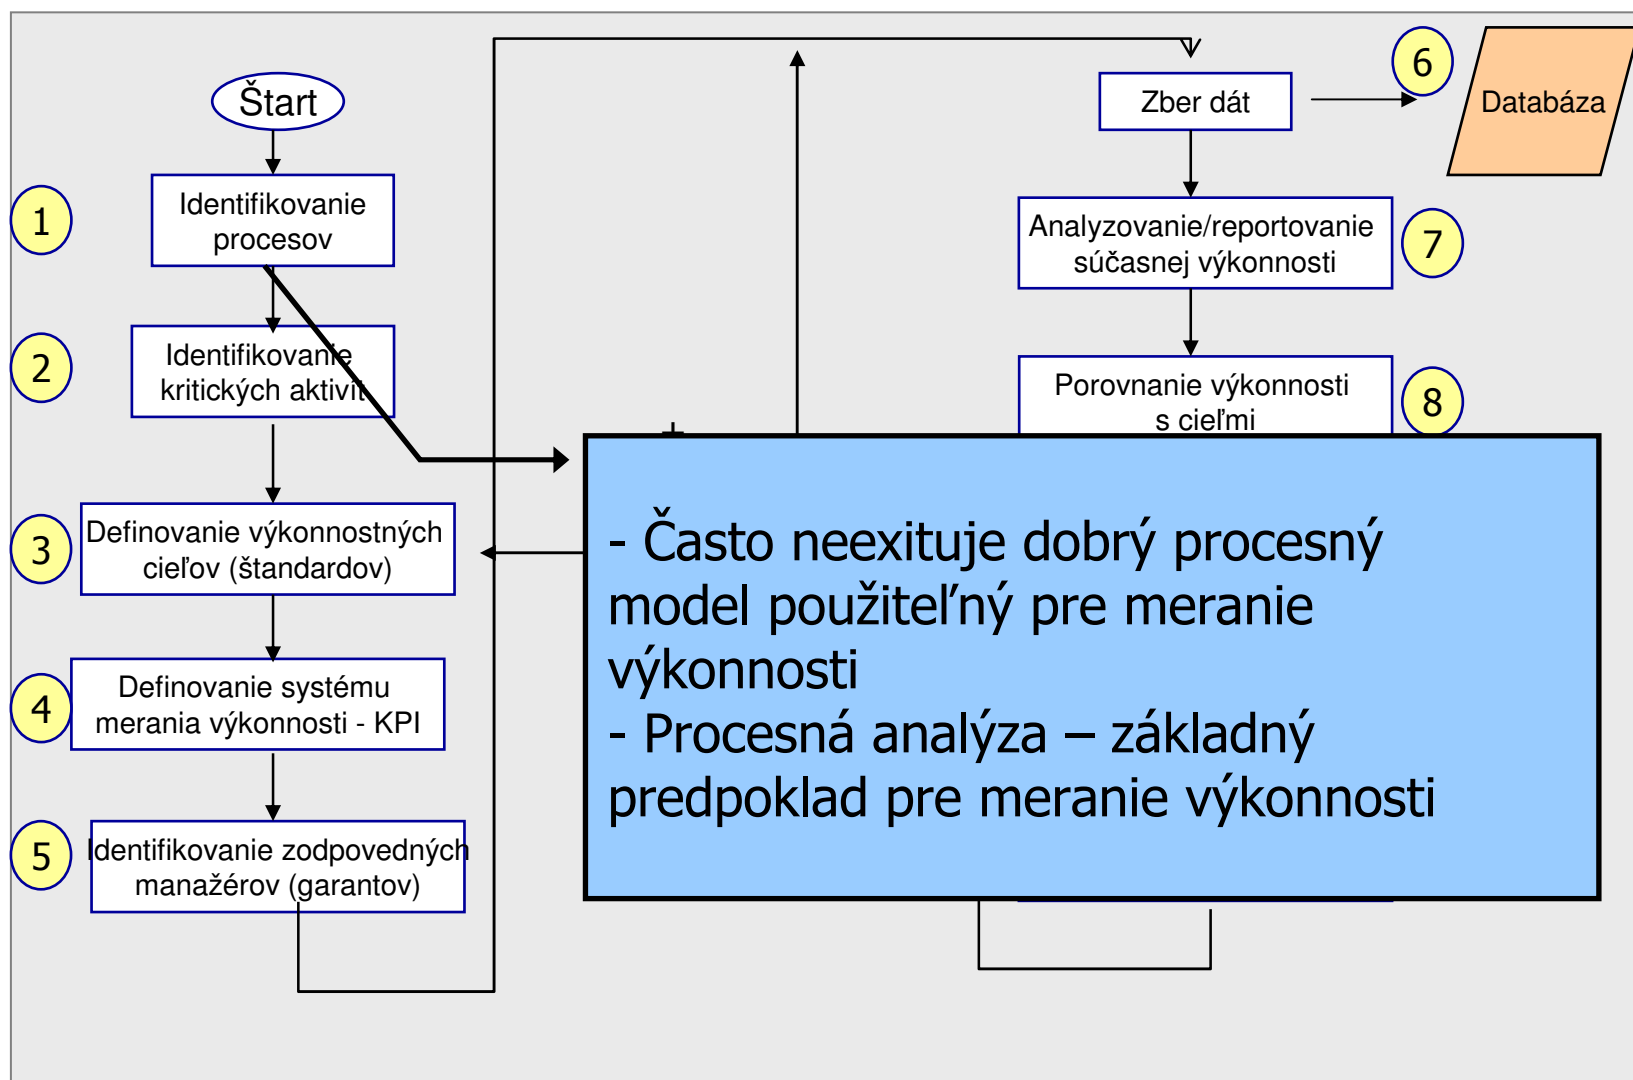 Štart
1
Identifikovanie
procesov
2
Identifikovanie
kritických aktivít
3
Definovanie výkonnostných
cieľov (štandardov)
4
Definovanie systému
merania výkonnosti - KPI
5
Identifikovanie zodpovedných
manažérov (garantov)
6
Zber dát
Databáza
Analyzovanie/reportovanie
súčasnej výkonnosti
7
Porovnanie výkonnosti
s cieľmi
8
- Často neexituje dobrý procesný
model použiteľný pre meranie
výkonnosti
- Procesná analýza – základný
predpoklad pre meranie výkonnosti